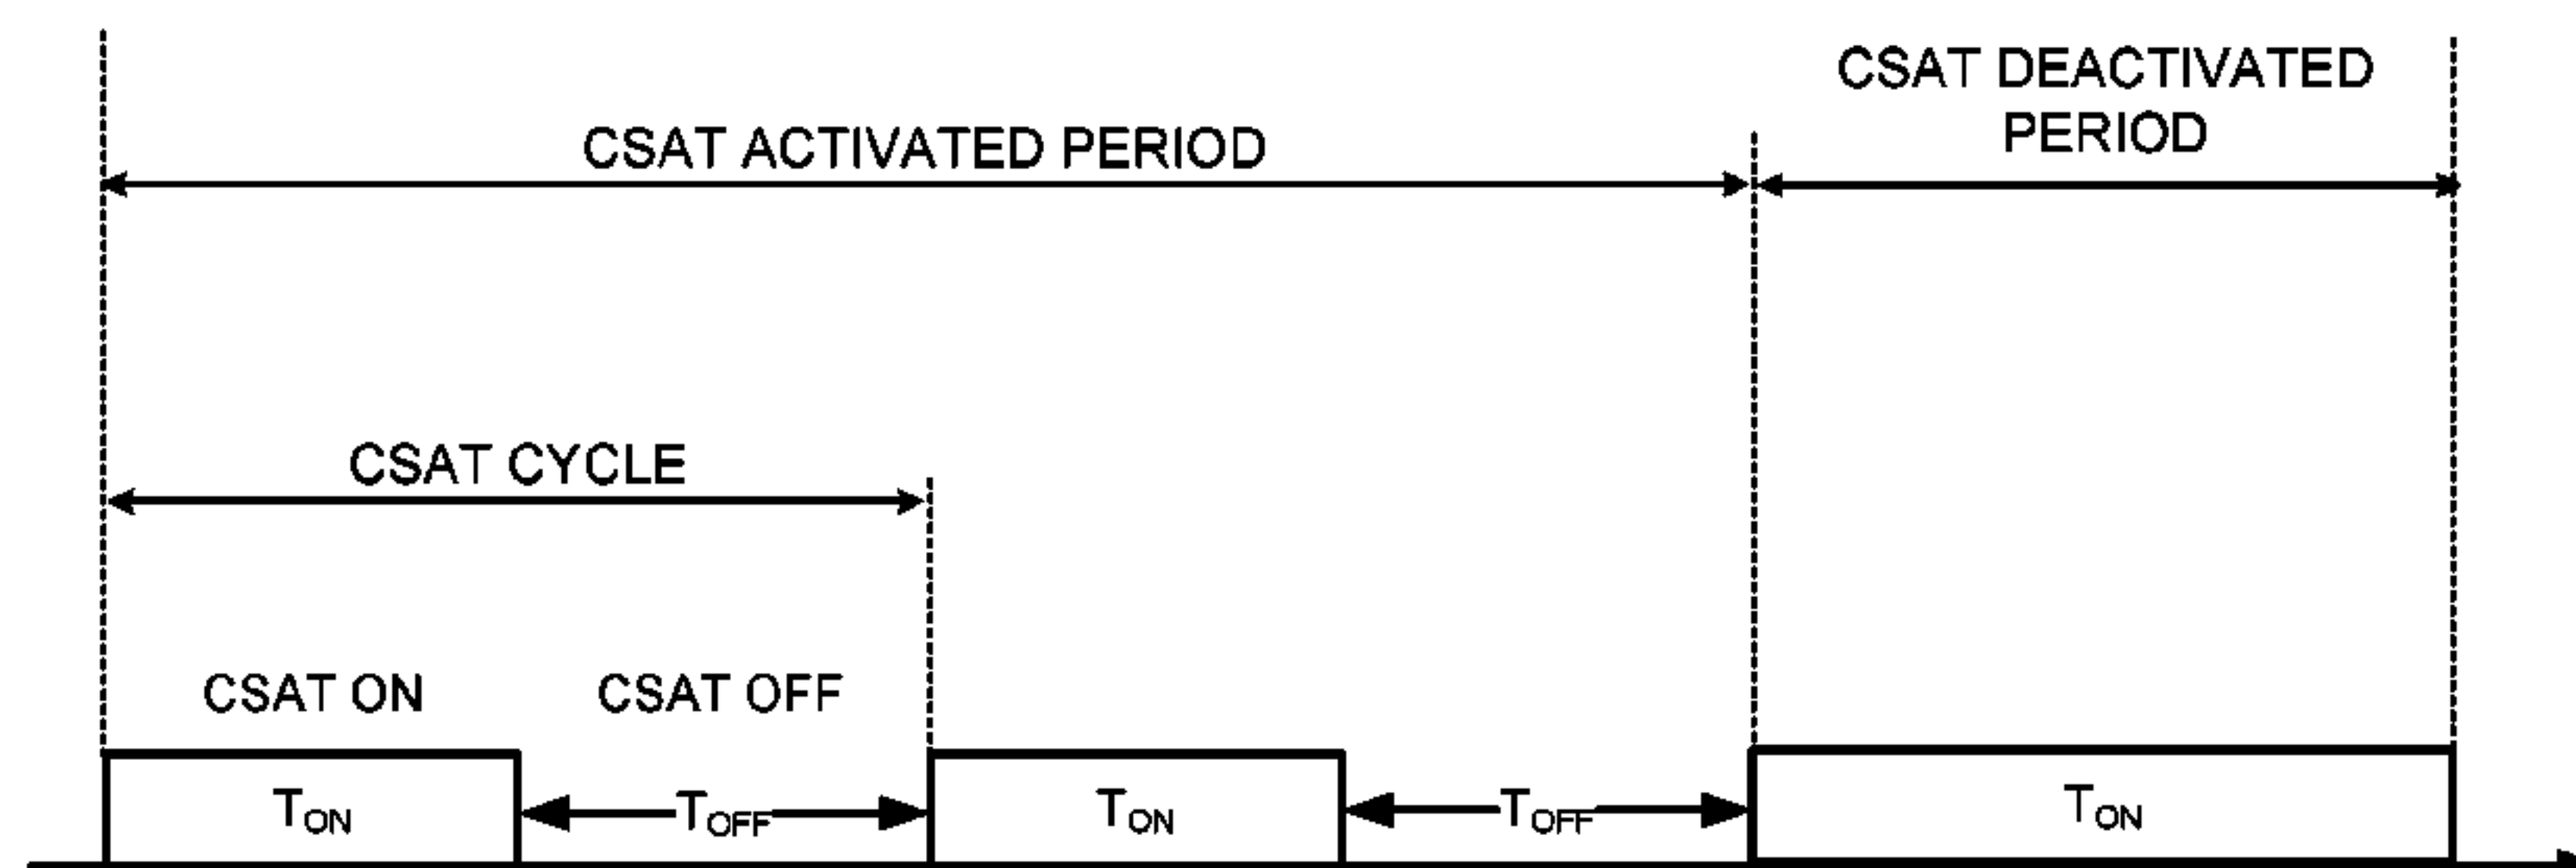 CSAT DEACTIVATED
PERIOD
CSAT ACTIVATED PERIOD
CSAT CYCLE
CSAT ON
CSAT OFF
TON
TOFF
TON
TOFF
TON